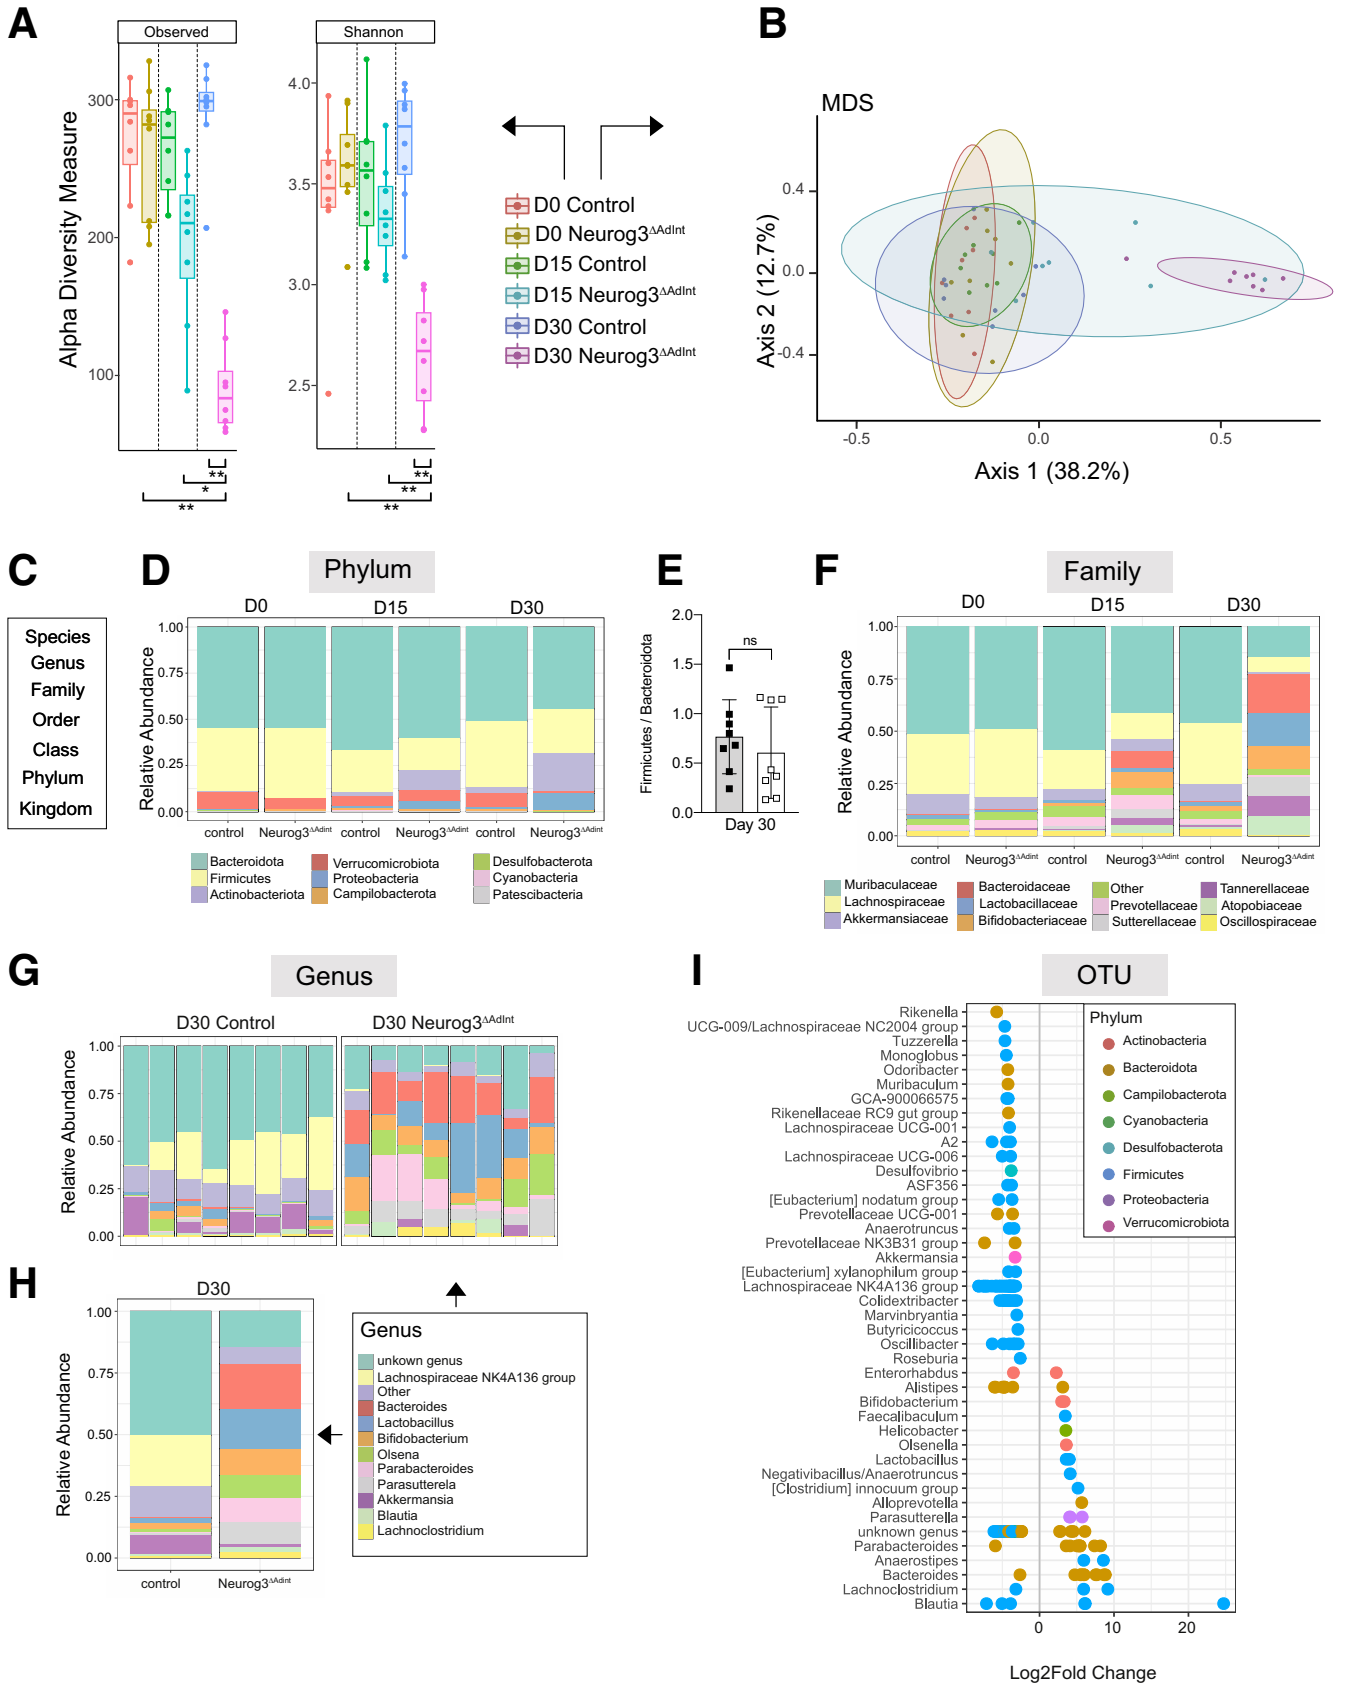 A
Observed
Shannon
Alpha Diversity Measure
300
200
100
4.0
3.5
3.0
2.5
**
*
**
**
**
**
D0 Control
D0 Neurog3ΔAdInt
D15 Control
D15 Neurog3ΔAdInt
D30 Control
D30 Neurog3ΔAdInt
B
MDS
Axis 2 (12.7%)
0.4
0.0
-0.4
-0.5
0.0
0.5
Axis 1 (38.2%)
C
Species
Genus
Family
Order
Class
Phylum
Kingdom
D
Phylum
D0
D15
D30
Relative Abundance
1.00
0.75
0.50
0.25
0.00
control
Neurog3ΔAdint
control
Neurog3ΔAdint
control
Neurog3ΔAdint
Bacteroidota
Firmicutes
Actinobacteriota
Verrucomicrobiota
Proteobacteria
Campilobacterota
Desulfobacterota
Cyanobacteria
Patescibacteria
E
Firmicutes / Bacteroidota
2.0
1.5
1.0
0.5
0.0
ns
Day 30
F
Family
D0
D15
D30
Relative Abundance
1.00
0.75
0.50
0.25
0.00
control
Neurog3ΔAdint
control
Neurog3ΔAdint
control
Neurog3ΔAdint
Muribaculaceae
Lachnospiraceae
Akkermansiaceae
Bacteroidaceae
Lactobacillaceae
Bifidobacteriaceae
Other
Prevotellaceae
Sutterellaceae
Tannerellaceae
Atopobiaceae
Oscillospiraceae
G
Genus
D30 Control
D30 Neurog3ΔAdInt
Relative Abundance
1.00
0.75
0.50
0.25
0.00
H
D30
Relative Abundance
1.00
0.75
0.50
0.25
0.00
control
Neurog3ΔAdint
Genus
unkown genus
Lachnospiraceae NK4A136 group
Other
Bacteroides
Lactobacillus
Bifidobacterium
Olsena
Parabacteroides
Parasutterela
Akkermansia
Blautia
Lachnoclostridium
I
OTU
Rikenella
UCG-009/Lachnospiraceae NC2004 group
Tuzzerella
Monoglobus
Odoribacter
Muribaculum
GCA-900066575
Rikenellaceae RC9 gut group
Lachnospiraceae UCG-001
A2
Lachnospiraceae UCG-006
Desulfovibrio
ASF356
[Eubacterium] nodatum group
Prevotellaceae UCG-001
Anaerotruncus
Prevotellaceae NK3B31 group
Akkermansia
[Eubacterium] xylanophilum group
Lachnospiraceae NK4A136 group
Colidextribacter
Marvinbryantia
Butyricicoccus
Oscillibacter
Roseburia
Enterorhabdus
Alistipes
Bifidobacterium
Faecalibaculum
Helicobacter
Olsenella
Lactobacillus
Negativibacillus/Anaerotruncus
[Clostridium] innocuum group
Alloprevotella
Parasutterella
unknown genus
Parabacteroides
Anaerostipes
Bacteroides
Lachnoclostridium
Blautia
Phylum
Actinobacteria
Bacteroidota
Campilobacterota
Cyanobacteria
Desulfobacterota
Firmicutes
Proteobacteria
Verrucomicrobiota
0
10
20
Log2Fold Change